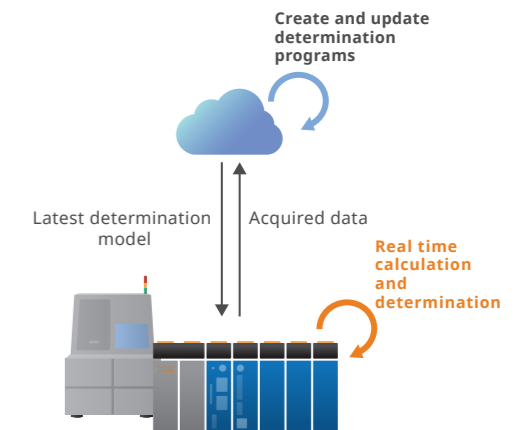 Create and update
determination
programs
Latest determination
model
Acquired data
Real time
calculation
and
determination